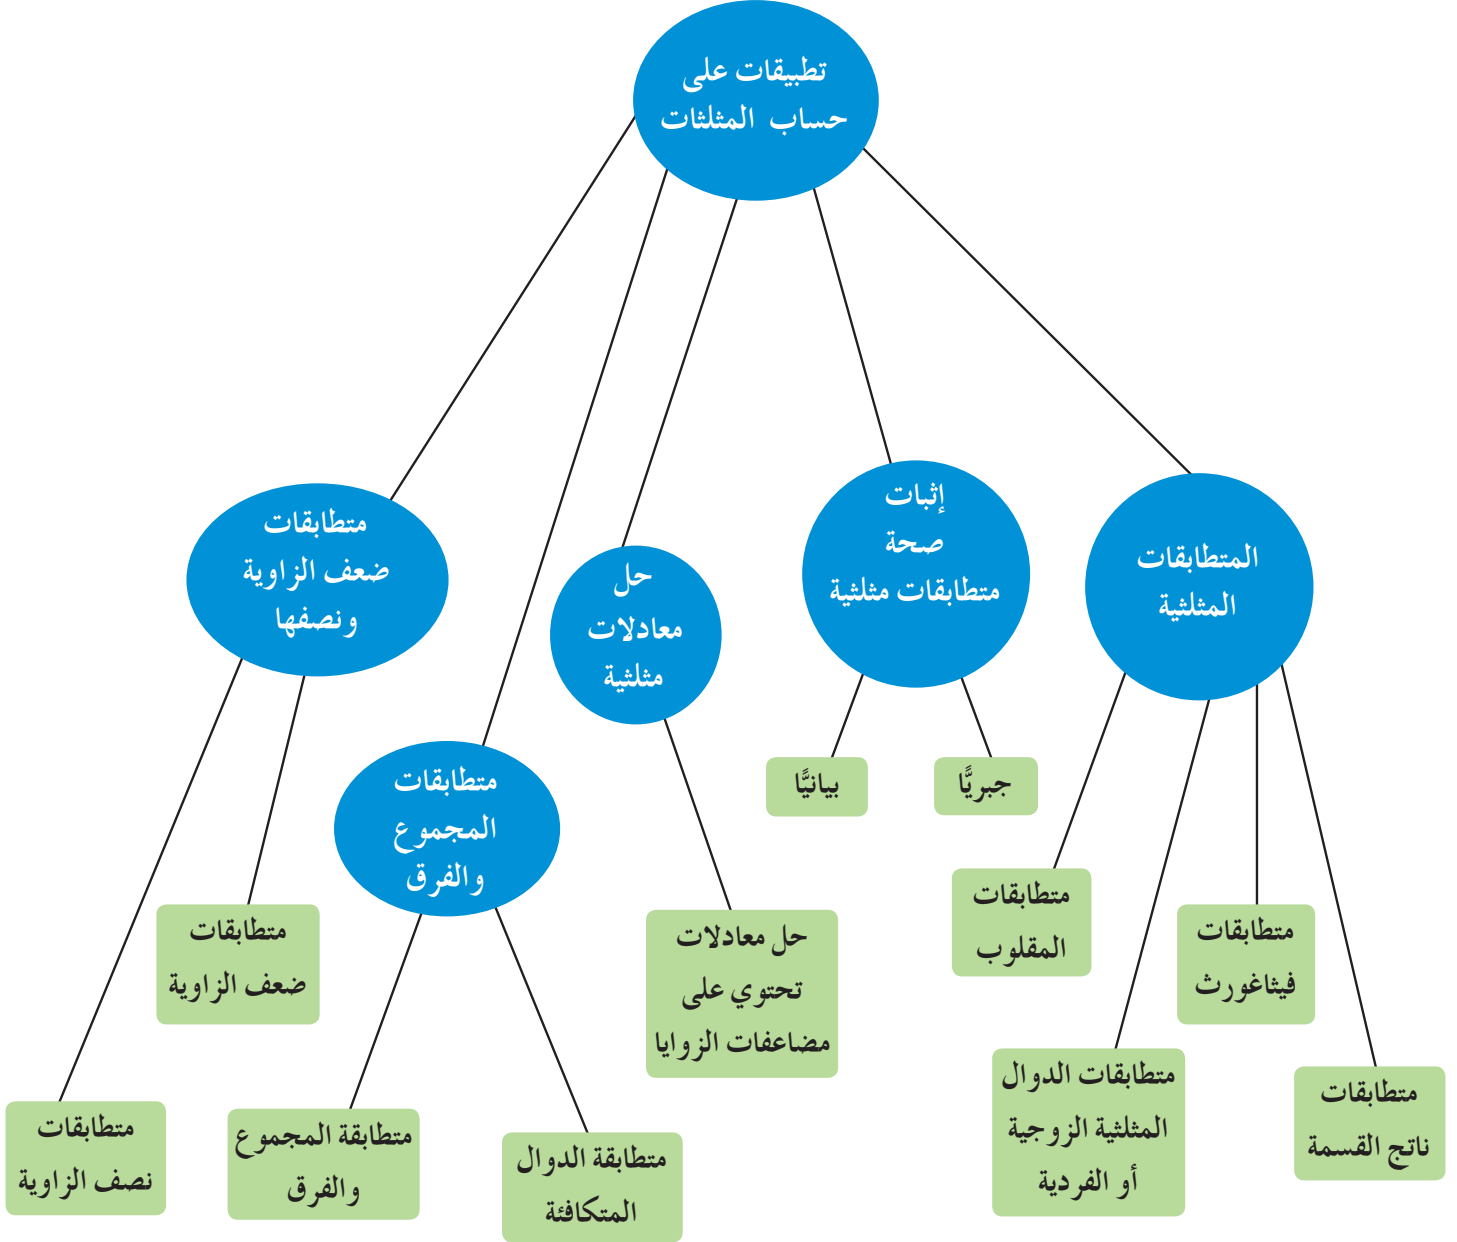 تطبيقات على
حساب المثلثات
المتطابقات
المثلثية
إثبات
صحة
متطابقات مثلثية
حل
معادلات
مثلثية
متطابقات
المجموع
والفرق
متطابقات
ضعف الزاوية
ونصفها
متطابقات
ناتج القسمة
متطابقات
فيثاغورث
متطابقات الدوال
المثلثية الزوجية
أو الفردية
متطابقات
المقلوب
جبريًّا
بيانيًّا
حل معادلات
تحتوي على
مضاعفات الزوايا
متطابقة الدوال
المتكافئة
متطابقة المجموع
والفرق
متطابقات
ضعف الزاوية
متطابقات
نصف الزاوية